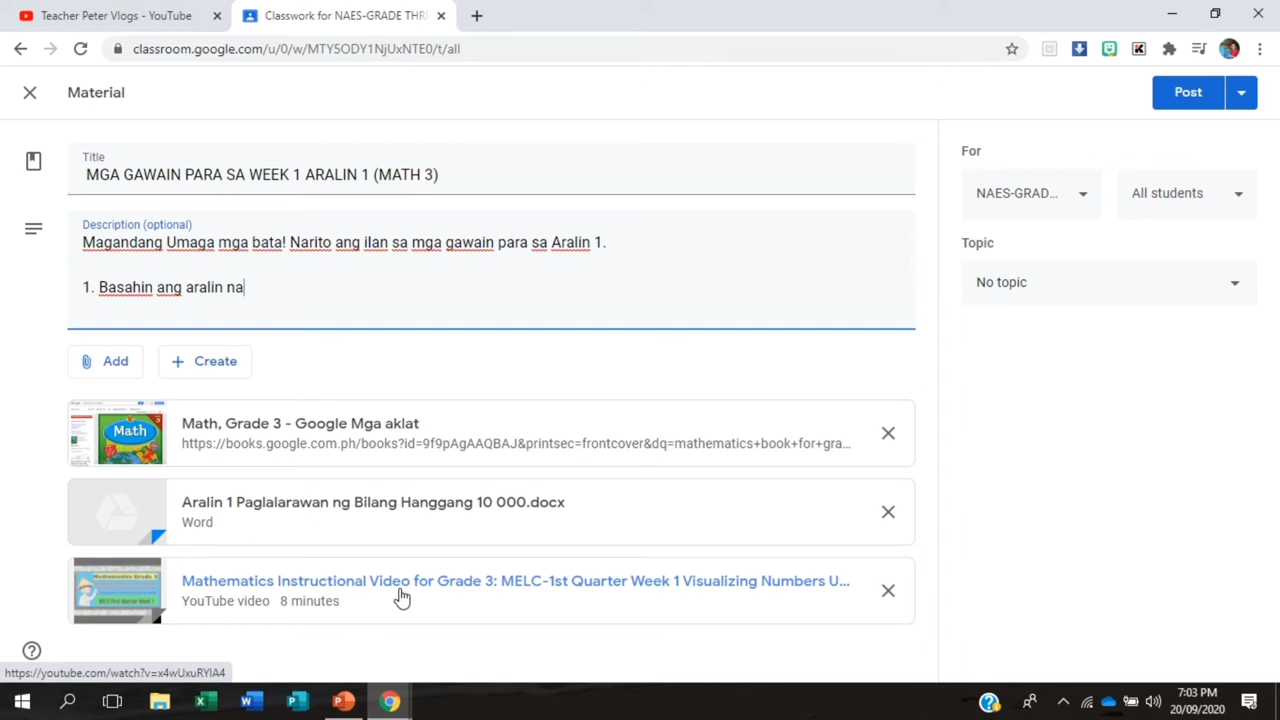 Teacher Peter Vlogs - YouTube
Classwork for NAES-GRADE THRE
classroom.google.com/u/0/w/MTY5ODY1NjUxNTE0/t/all
Material
Post
Title
MGA GAWAIN PARA SA WEEK 1 ARALIN 1 (MATH 3)
Description (optional)
Magandang Umaga mga bata! Narito ang ilan sa mga gawain para sa Aralin 1.
1. Basahin ang aralin na
Add
Create
Math
Math, Grade 3 - Google Mga aklat
https://books.google.com.ph/books?id=9f9pAgAAQBAJ&printsec=frontcover&dq=mathematics+book+for+gra...
Aralin 1 Paglalarawan ng Bilang Hanggang 10 000.docx
Word
Mathematics Grade 3
Mathematics Instructional Video for Grade 3: MELC-1st Quarter Week 1 Visualizing Numbers U...
YouTube video 8 minutes
For
NAES-GRAD...
All students
Topic
No topic
https://youtube.com/watch?v=x4wUxuRYlA4
7:03 PM
20/09/2020